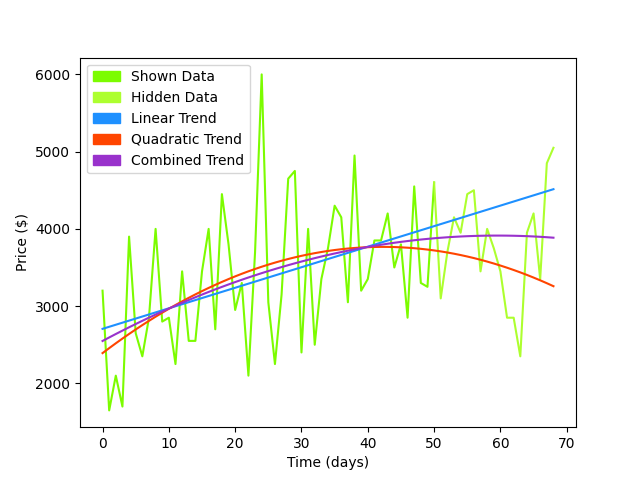 Shown Data
Hidden Data
Linear Trend
Quadratic Trend
Combined Trend
Price ($)
6000
5000
4000
3000
2000
0 10 20 30 40 50 60 70
Time (days)